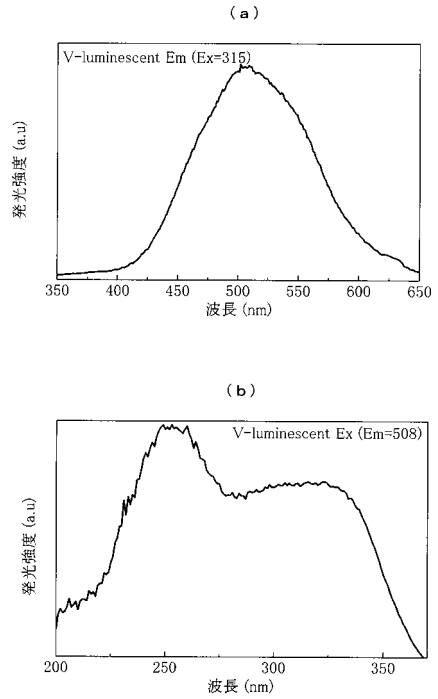 (a)
V-luminescent Em (Ex=315)
発光強度 (a.u)
350 400 450 500 550 600 650
波長 (nm)
(b)
V-luminescent Ex (Em=508)
発光強度 (a.u)
200 250 300 350
波長 (nm)